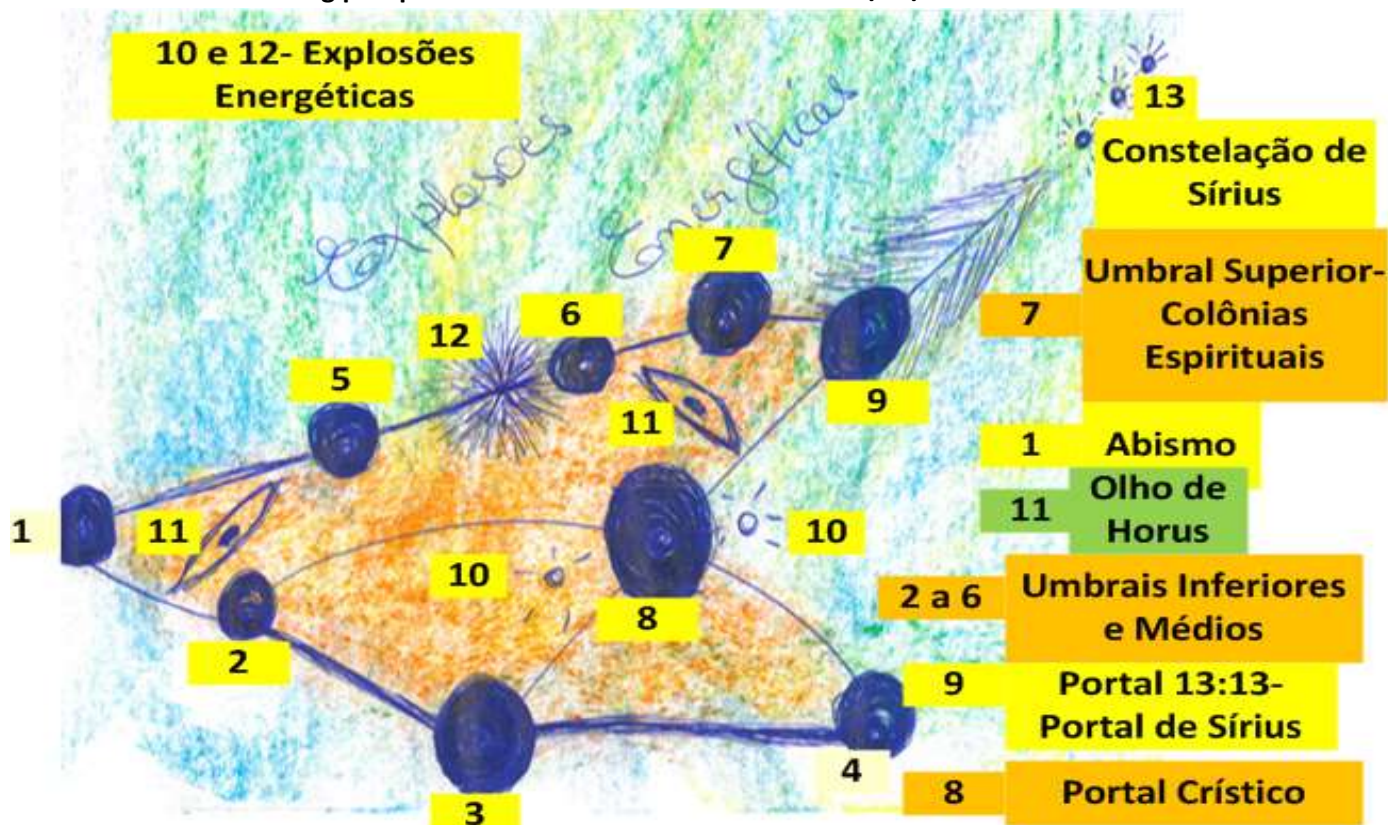 10 e 12- Explosões
Energéticas
Explosões
Energéticas
13
Constelação de
Sírius
7
12
6
7
Umbral Superior-
Colônias
Espirituais
5
11
9
1
Abismo
1
11
10
11
Olho de
Horus
10
2 a 6
Umbrais Inferiores
e Médios
8
2
9
Portal 13:13-
Portal de Sírius
4
3
8
Portal Crístico